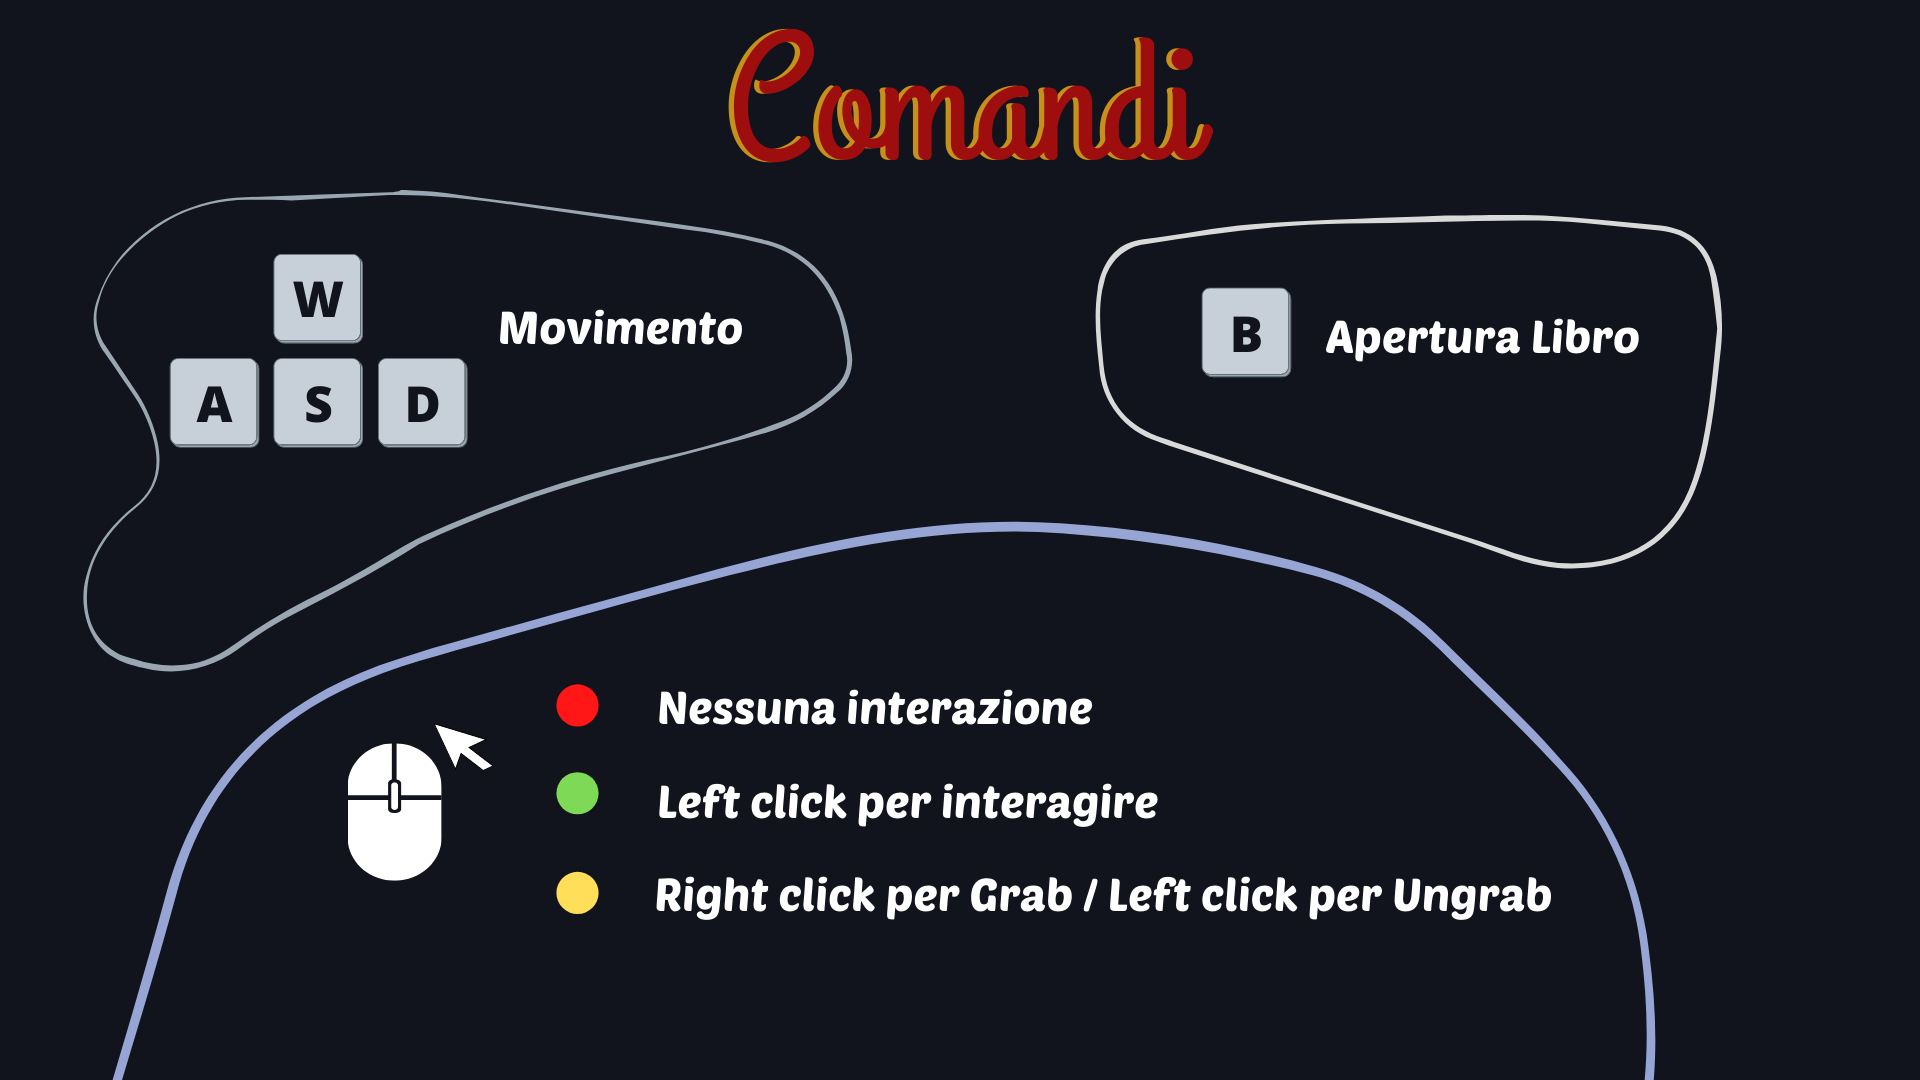 Comandi
W
A S D
Movimento
B
Apertura Libro
Nessuna interazione
Left click per interagire
Right click per Grab / Left click per Ungrab